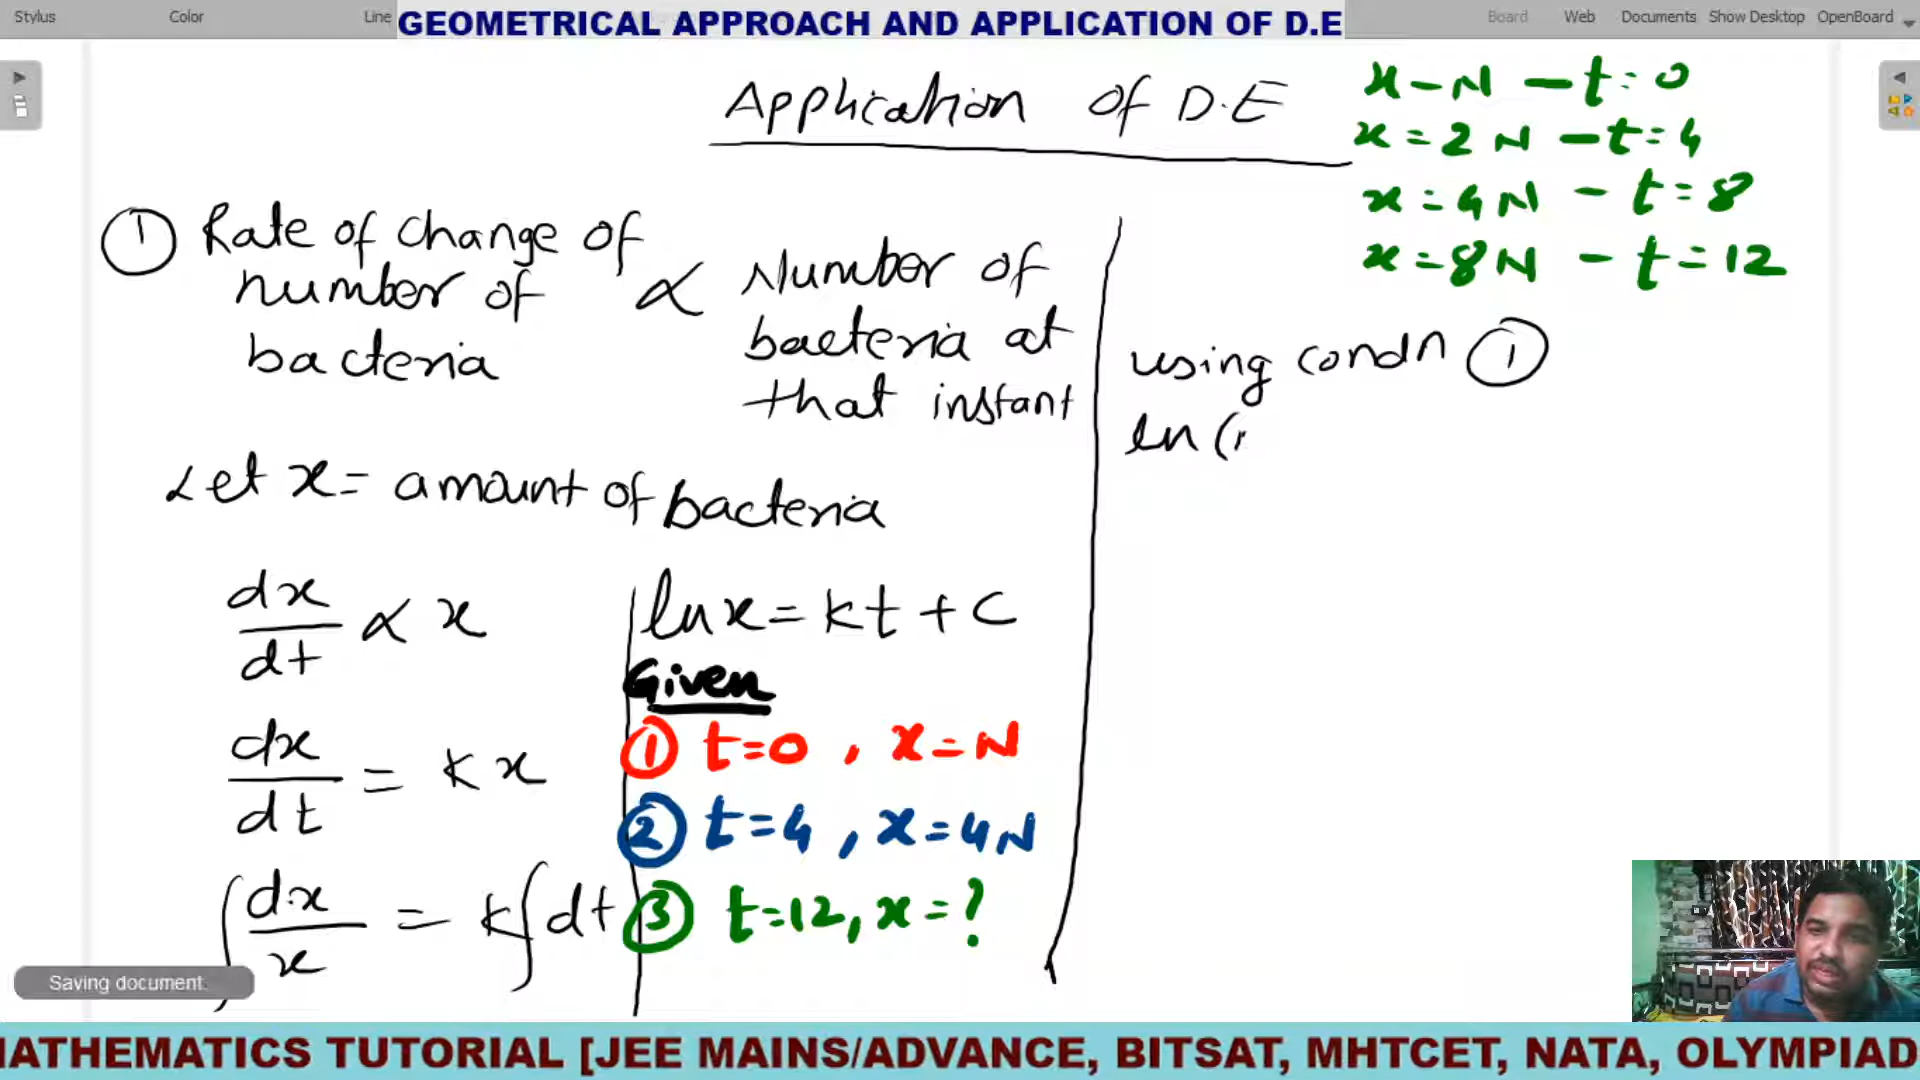 Stylus Color Line
Board Web Documents Show Desktop OpenBoard
GEOMETRICAL APPROACH AND APPLICATION OF D.E
Application of D.E
x - N - t = 0
x = 2N - t = 4
x = 4N - t = 8
x = 8N - t = 12
① Rate of change of
number of
bacteria
∝
Number of
bacteria at
that instant
Let x = amount of bacteria
dx/dt ∝ x
dx/dt = kx
∫ dx/x = k∫dt
ln x = kt + c
Given
① t=0, x=N
② t=4, x=4N
③ t=12, x=?
using condn ①
ln (
Saving document.
MATHEMATICS TUTORIAL [JEE MAINS/ADVANCE, BITSAT, MHTCET, NATA, OLYMPIAD